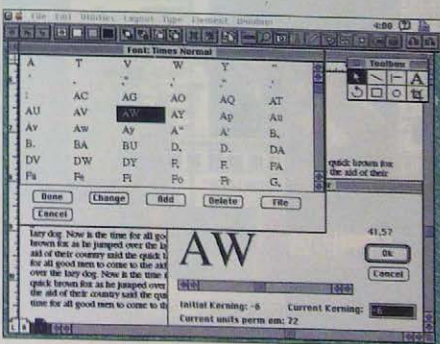 File Edit Utilities Layout Type Element Windows 4:00
Font: Times Normal
Toolbox
A T V W Y "
A
: AC AG AO AQ AT
AU AV AW AY Ap Au
Av Aw Ay A" A' B,
B. BA BU D, D. DA
DV DW DY F, F. FA
Fa Fe Fi Fo Fr G,
Done Change Add Delete File
Cancel
quick brown fox
the aid of their
lazy dog. Now is the time for all go
brown fox as he jumped over the la
aid of their country said the quick b
for all good men to come to the aid
over the lazy dog. Now is the time f
quick brown fox as he jumped over
the aid of their country said the qui
time for all good men to come to th
AW
41,57
Ok
Cancel
Initial Kerning: -6 Current Kerning: -6
Current units prem em: 72
L R